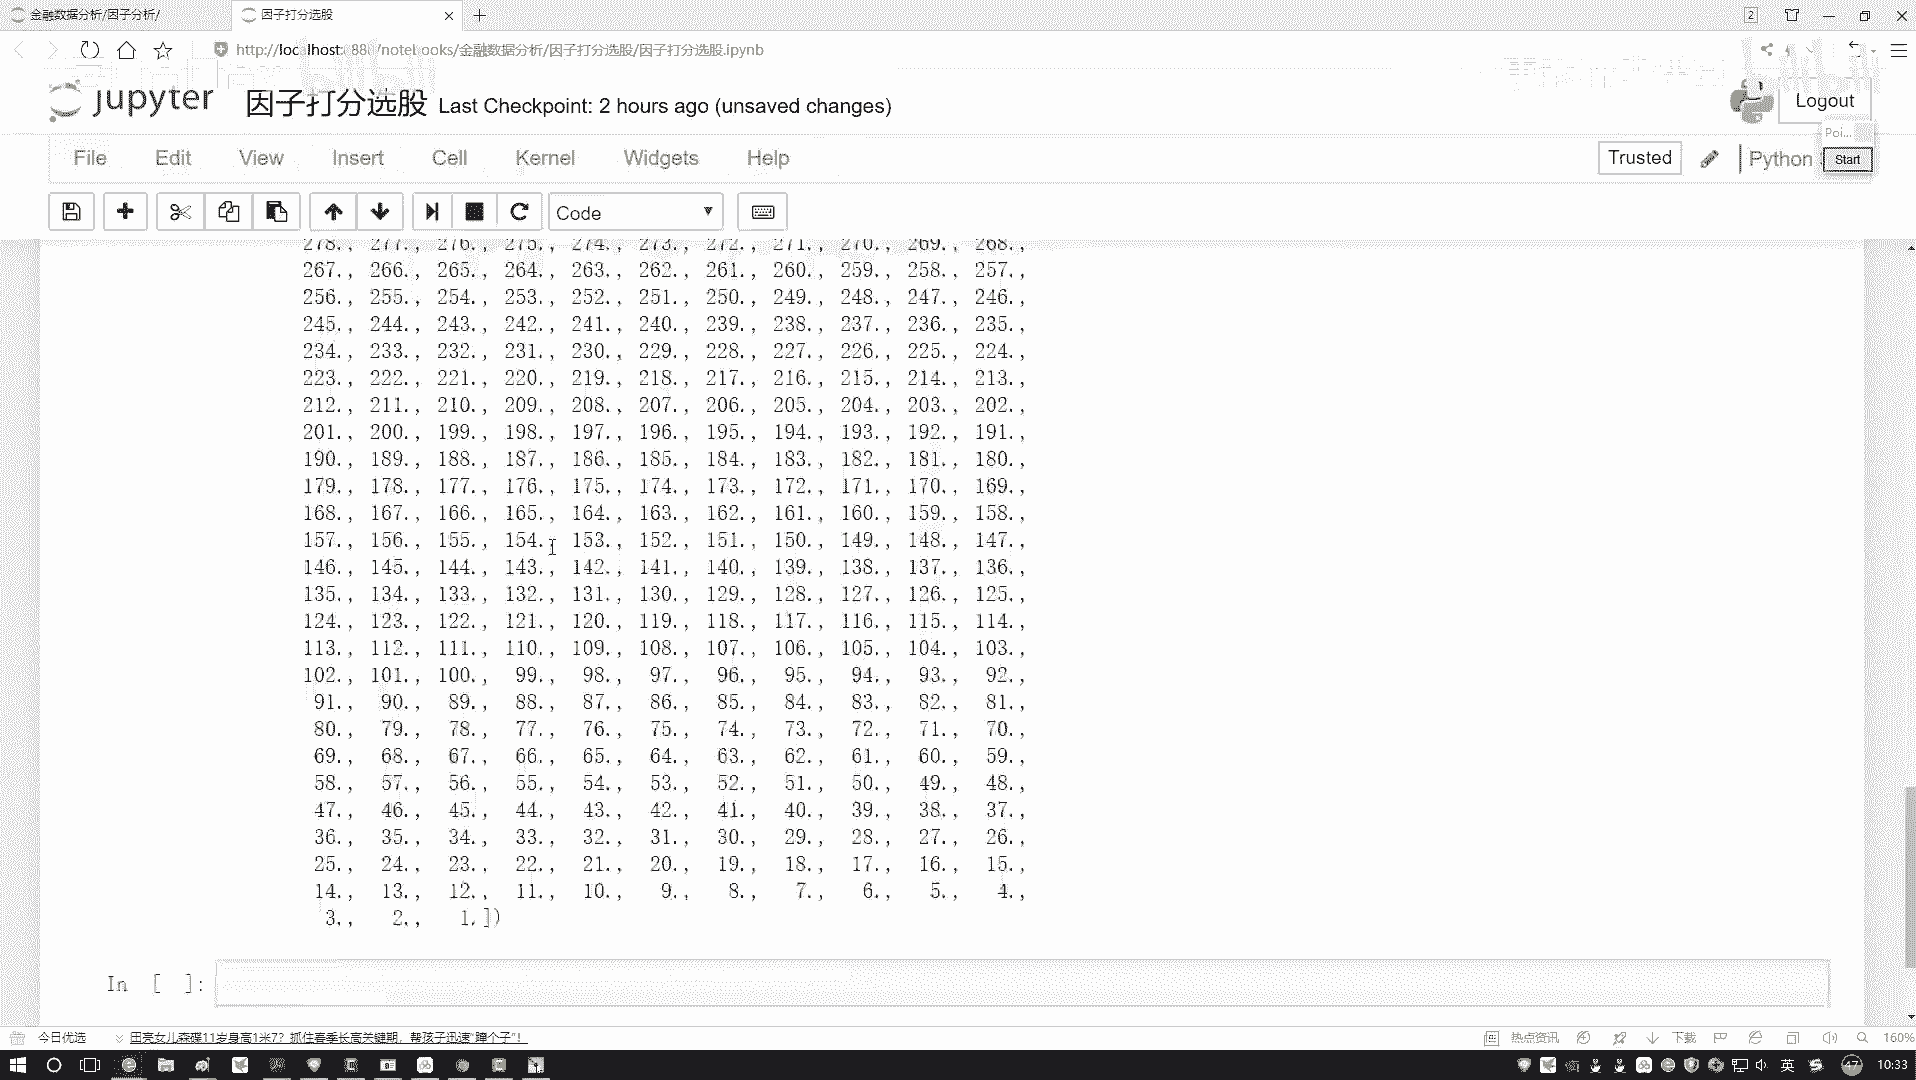 金融数据分析/因子分析/
因子打分选股
2
http://localhost:888/notebooks/金融数据分析/因子打分选股/因子打分选股.ipynb
jupyter 因子打分选股 Last Checkpoint: 2 hours ago (unsaved changes)
Logout
Poi...
File Edit View Insert Cell Kernel Widgets Help
Trusted Python
Start
Code
278., 277., 276., 275., 274., 273., 272., 271., 270., 269., 268.,
267., 266., 265., 264., 263., 262., 261., 260., 259., 258., 257.,
256., 255., 254., 253., 252., 251., 250., 249., 248., 247., 246.,
245., 244., 243., 242., 241., 240., 239., 238., 237., 236., 235.,
234., 233., 232., 231., 230., 229., 228., 227., 226., 225., 224.,
223., 222., 221., 220., 219., 218., 217., 216., 215., 214., 213.,
212., 211., 210., 209., 208., 207., 206., 205., 204., 203., 202.,
201., 200., 199., 198., 197., 196., 195., 194., 193., 192., 191.,
190., 189., 188., 187., 186., 185., 184., 183., 182., 181., 180.,
179., 178., 177., 176., 175., 174., 173., 172., 171., 170., 169.,
168., 167., 166., 165., 164., 163., 162., 161., 160., 159., 158.,
157., 156., 155., 154., 153., 152., 151., 150., 149., 148., 147.,
146., 145., 144., 143., 142., 141., 140., 139., 138., 137., 136.,
135., 134., 133., 132., 131., 130., 129., 128., 127., 126., 125.,
124., 123., 122., 121., 120., 119., 118., 117., 116., 115., 114.,
113., 112., 111., 110., 109., 108., 107., 106., 105., 104., 103.,
102., 101., 100., 99., 98., 97., 96., 95., 94., 93., 92.,
91., 90., 89., 88., 87., 86., 85., 84., 83., 82., 81.,
80., 79., 78., 77., 76., 75., 74., 73., 72., 71., 70.,
69., 68., 67., 66., 65., 64., 63., 62., 61., 60., 59.,
58., 57., 56., 55., 54., 53., 52., 51., 50., 49., 48.,
47., 46., 45., 44., 43., 42., 41., 40., 39., 38., 37.,
36., 35., 34., 33., 32., 31., 30., 29., 28., 27., 26.,
25., 24., 23., 22., 21., 20., 19., 18., 17., 16., 15.,
14., 13., 12., 11., 10., 9., 8., 7., 6., 5., 4.,
3., 2., 1.])
In [ ]:
今日优选 田亮女儿森碟11岁身高1米7? 抓住春季长高关键期，帮孩子迅速"蹿个子"! 热点资讯 下载 160%
英 47 10:33